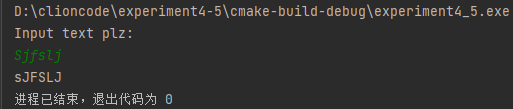 D:\clioncode\experiment4-5\cmake-build-debug\experiment4_5.exe
Input text plz:
Sjfslj
sJFSLJ
进程已结束，退出代码为 0